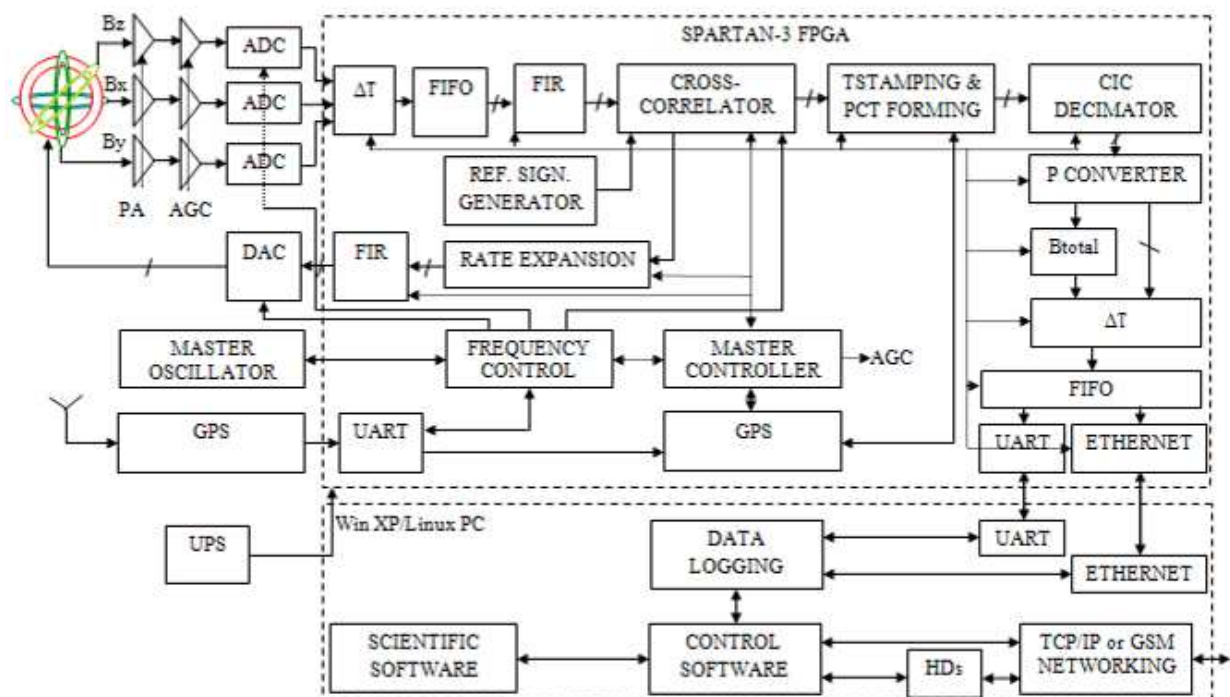 SPARTAN-3 FPGA
Bz
Bx
By
PA
AGC
ADC
ADC
ADC
ΔT
FIFO
FIR
CROSS-
CORRELATOR
TSTAMPING &
PCT FORMING
CIC
DECIMATOR
REF. SIGN.
GENERATOR
P CONVERTER
DAC
FIR
RATE EXPANSION
Btotal
ΔT
MASTER
OSCILLATOR
FREQUENCY
CONTROL
MASTER
CONTROLLER
AGC
FIFO
GPS
UART
GPS
UART
ETHERNET
UPS
Win XP/Linux PC
DATA
LOGGING
UART
ETHERNET
SCIENTIFIC
SOFTWARE
CONTROL
SOFTWARE
HDs
TCP/IP or GSM
NETWORKING